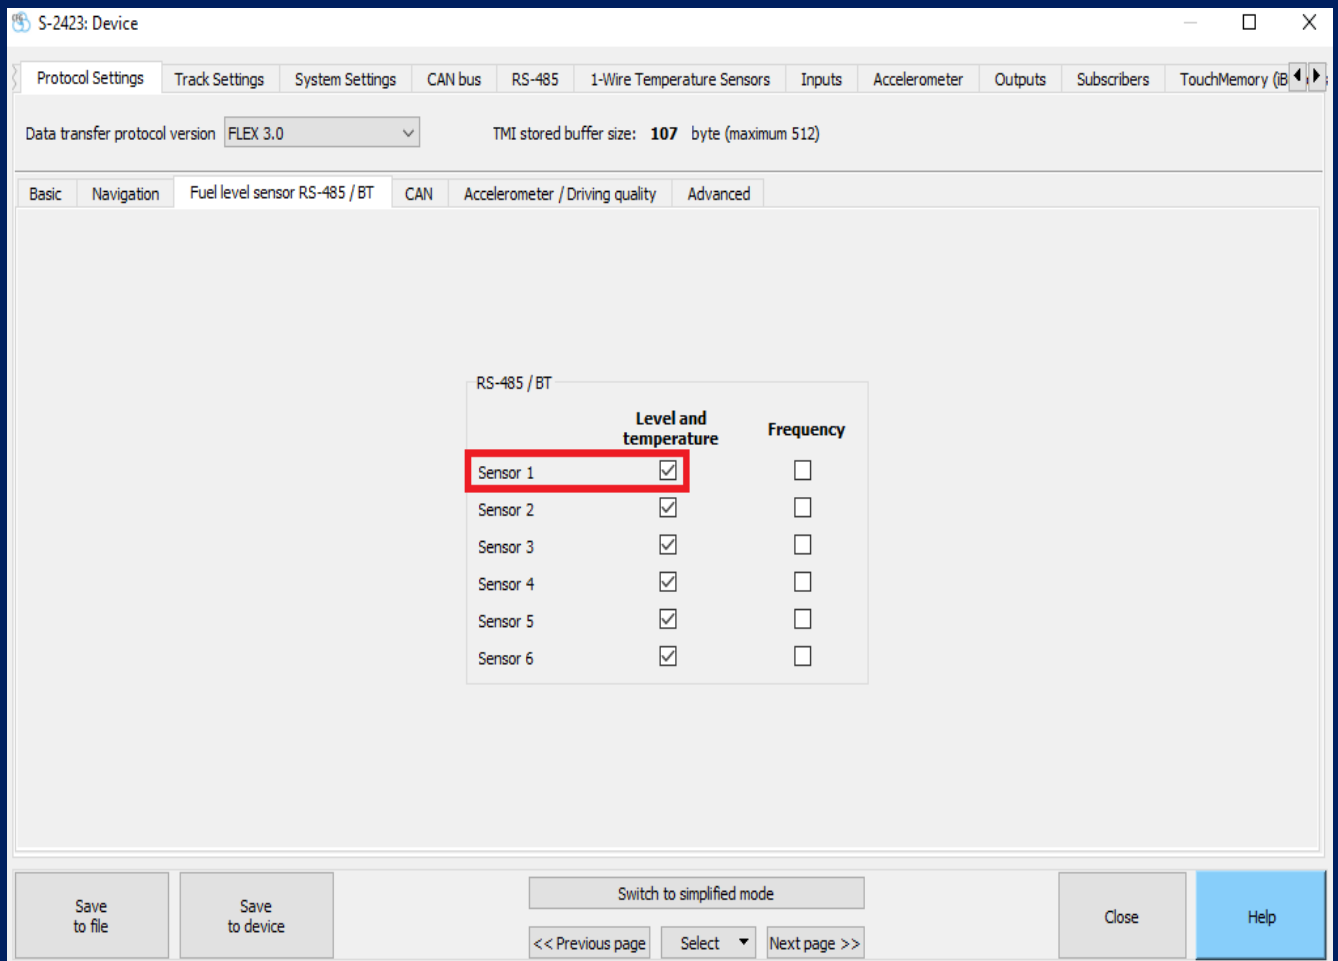 S-2423: Device
Protocol Settings Track Settings System Settings CAN bus RS-485 1-Wire Temperature Sensors Inputs Accelerometer Outputs Subscribers TouchMemory (iB
Data transfer protocol version FLEX 3.0 TMI stored buffer size: 107 byte (maximum 512)
Basic Navigation Fuel level sensor RS-485 / BT CAN Accelerometer / Driving quality Advanced
RS-485 / BT
Level and
temperature
Frequency
Sensor 1
Sensor 2
Sensor 3
Sensor 4
Sensor 5
Sensor 6
Save
to file
Save
to device
Switch to simplified mode
<< Previous page Select Next page >>
Close
Help